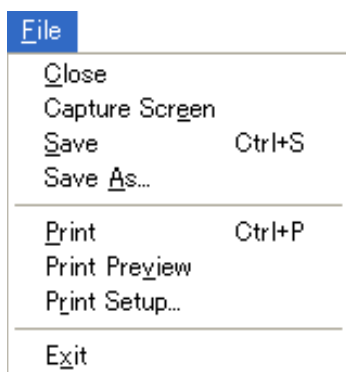 File
Close
Capture Screen
Save Ctrl+S
Save As...
Print Ctrl+P
Print Preview
Print Setup...
Exit